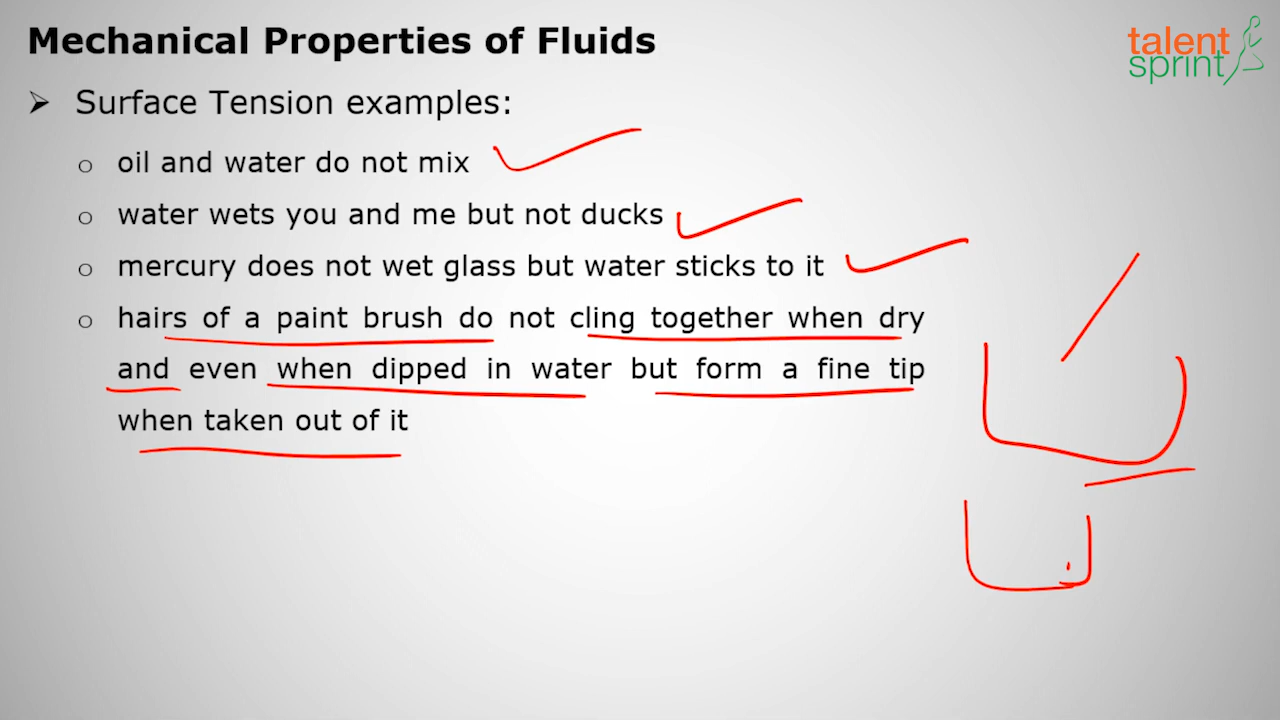 Mechanical Properties of Fluids
talent
sprint
➢ Surface Tension examples:
o oil and water do not mix
o water wets you and me but not ducks
o mercury does not wet glass but water sticks to it
o hairs of a paint brush do not cling together when dry
and even when dipped in water but form a fine tip
when taken out of it